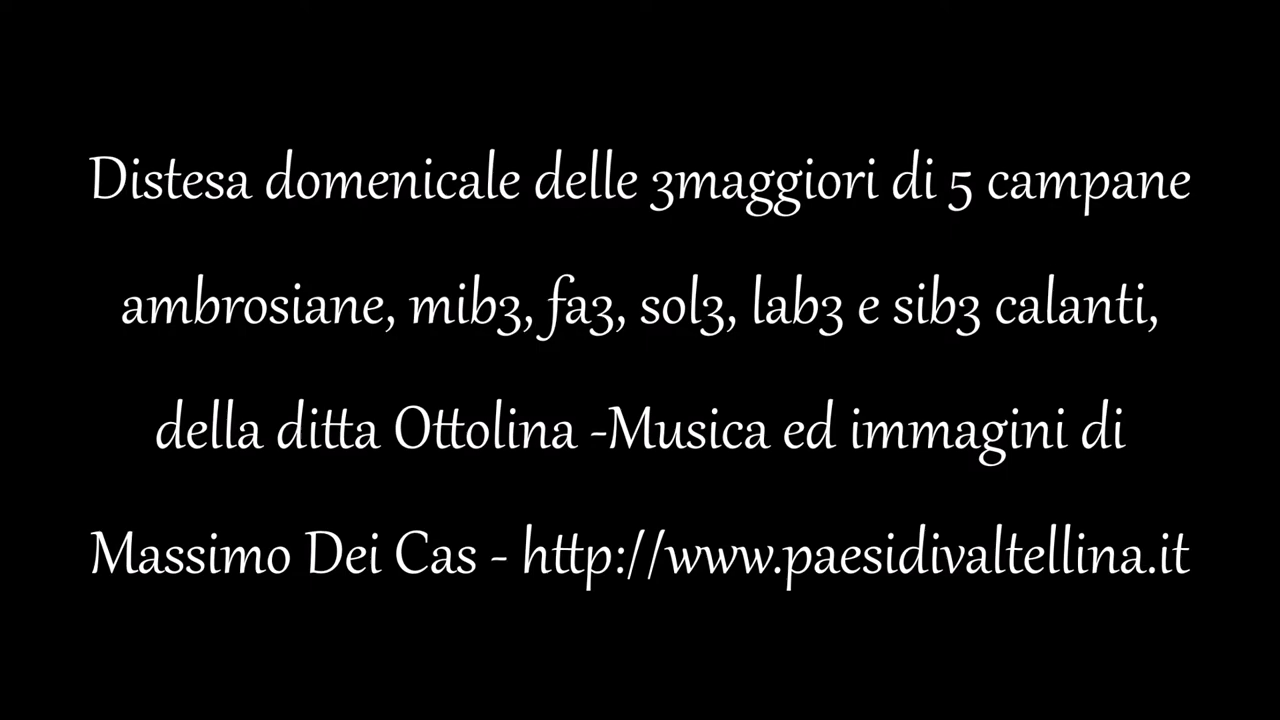 Distesa domenicale delle 3maggiori di 5 campane
ambrosiane, mib3, fa3, sol3, lab3 e sib3 calanti,
della ditta Ottolina -Musica ed immagini di
Massimo Dei Cas - http://www.paesidivaltellina.it